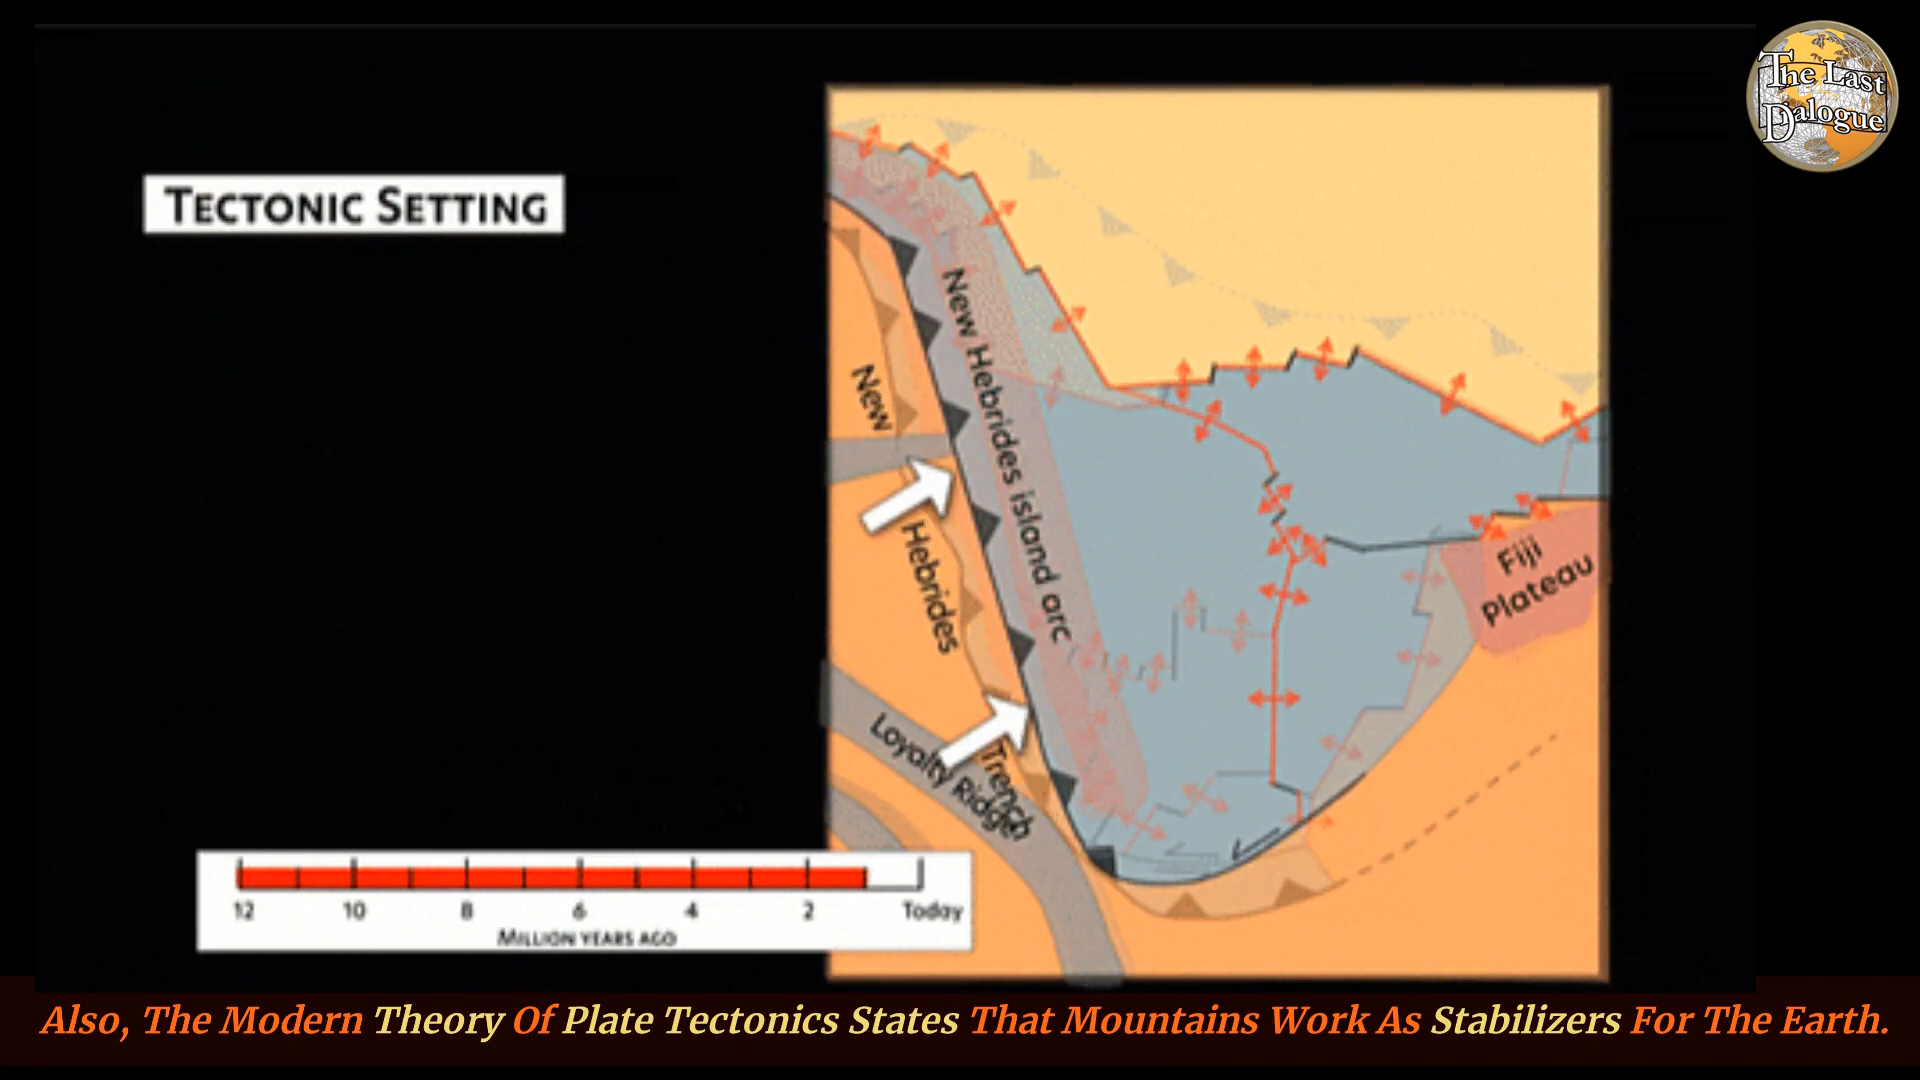 The Last
Dialogue
TECTONIC SETTING
New Hebrides island arc
New
Hebrides
Trench
Loyalty Ridge
Fiji
Plateau
12 10 8 6 4 2 Today
MILLION YEARS AGO
Also, The Modern Theory Of Plate Tectonics States That Mountains Work As Stabilizers For The Earth.